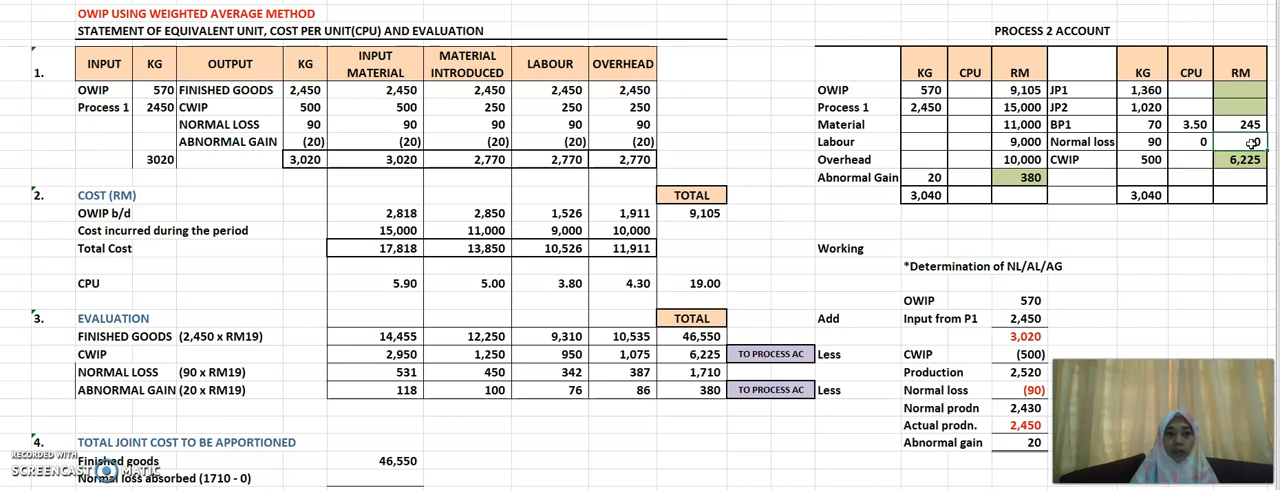 OWIP USING WEIGHTED AVERAGE METHOD
STATEMENT OF EQUIVALENT UNIT, COST PER UNIT(CPU) AND EVALUATION
1. INPUT KG OUTPUT KG INPUT MATERIAL MATERIAL INTRODUCED LABOUR OVERHEAD
OWIP 570 FINISHED GOODS 2,450 2,450 2,450 2,450 2,450
Process 1 2450 CWIP 500 500 250 250 250
NORMAL LOSS 90 90 90 90 90
ABNORMAL GAIN (20) (20) (20) (20) (20)
3020 3,020 3,020 2,770 2,770 2,770
2. COST (RM) TOTAL
OWIP b/d 2,818 2,850 1,526 1,911 9,105
Cost incurred during the period 15,000 11,000 9,000 10,000
Total Cost 17,818 13,850 10,526 11,911
CPU 5.90 5.00 3.80 4.30 19.00
3. EVALUATION TOTAL
FINISHED GOODS (2,450 x RM19) 14,455 12,250 9,310 10,535 46,550
CWIP 2,950 1,250 950 1,075 6,225 TO PROCESS AC
NORMAL LOSS (90 x RM19) 531 450 342 387 1,710
ABNORMAL GAIN (20 x RM19) 118 100 76 86 380 TO PROCESS AC
4. TOTAL JOINT COST TO BE APPORTIONED
Finished goods 46,550
Normal loss absorbed (1710 - 0)
PROCESS 2 ACCOUNT
KG CPU RM KG CPU RM
OWIP 570 9,105 JP1 1,360
Process 1 2,450 15,000 JP2 1,020
Material 11,000 BP1 70 3.50 245
Labour 9,000 Normal loss 90 0 0
Overhead 10,000 CWIP 500 6,225
Abnormal Gain 20 380
3,040 3,040
Working
*Determination of NL/AL/AG
OWIP 570
Add Input from P1 2,450
3,020
Less CWIP (500)
Production 2,520
Less Normal loss (90)
Normal prodn 2,430
Actual prodn. 2,450
Abnormal gain 20
RECORDED WITH
SCREENCAST MATIC